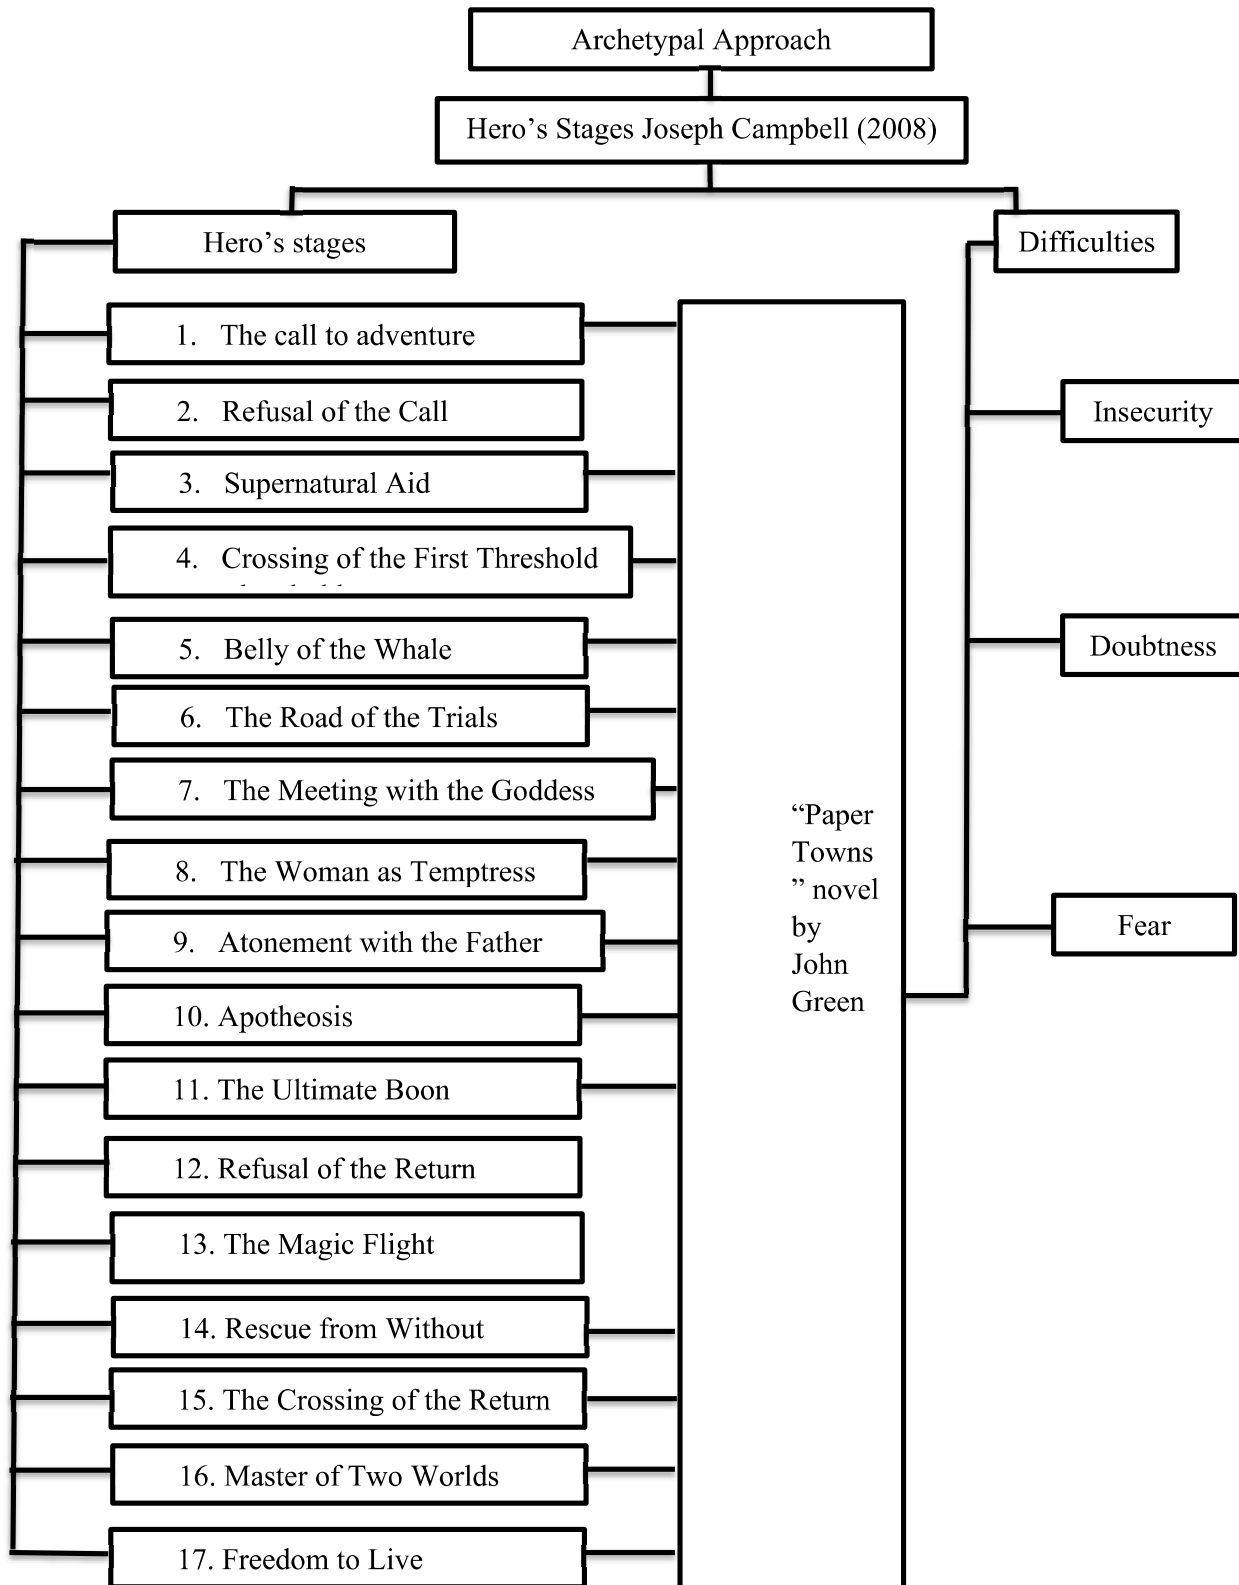 Archetypal Approach
Hero’s Stages Joseph Campbell (2008)
Hero’s stages
Difficulties
1. The call to adventure
2. Refusal of the Call
3. Supernatural Aid
4. Crossing of the First Threshold
5. Belly of the Whale
6. The Road of the Trials
7. The Meeting with the Goddess
8. The Woman as Temptress
9. Atonement with the Father
10. Apotheosis
11. The Ultimate Boon
12. Refusal of the Return
13. The Magic Flight
14. Rescue from Without
15. The Crossing of the Return
16. Master of Two Worlds
17. Freedom to Live
“Paper
Towns
” novel
by
John
Green
Insecurity
Doubtness
Fear